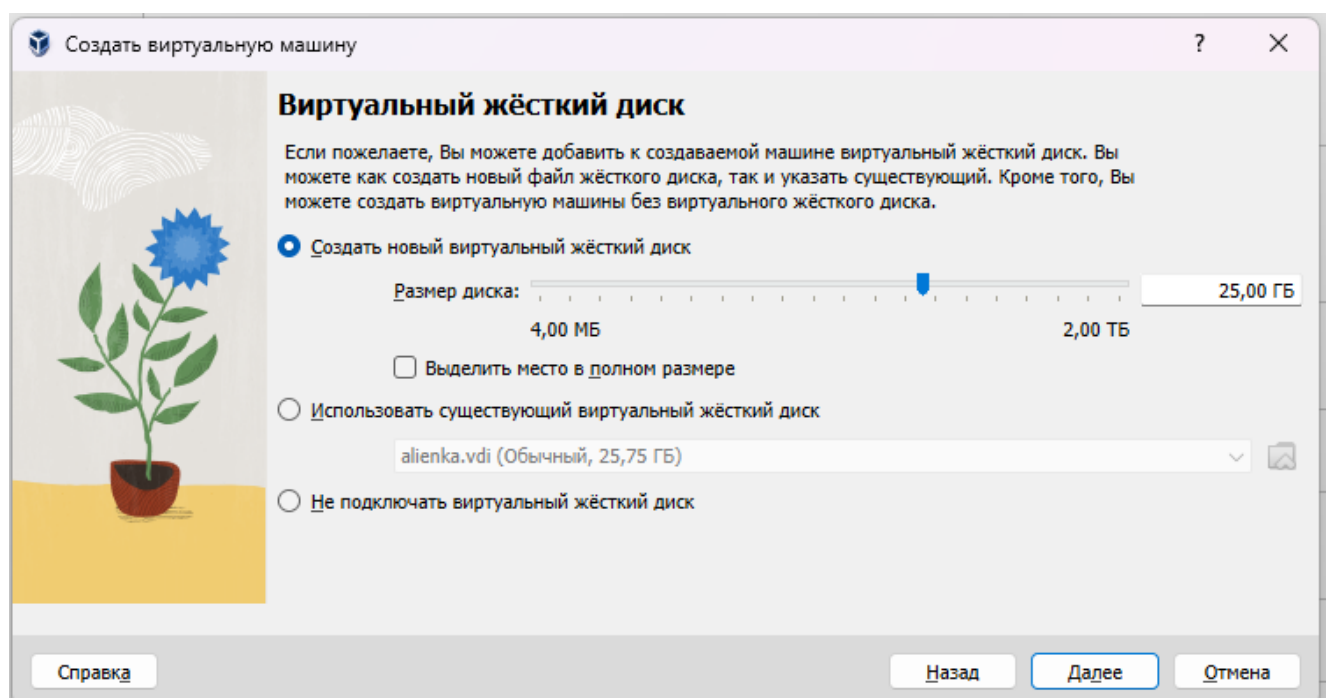 Создать виртуальную машину
?
Виртуальный жёсткий диск
Если пожелаете, Вы можете добавить к создаваемой машине виртуальный жёсткий диск. Вы
можете как создать новый файл жёсткого диска, так и указать существующий. Кроме того, Вы
можете создать виртуальную машины без виртуального жёсткого диска.
Создать новый виртуальный жёсткий диск
Размер диска: 25,00 ГБ
4,00 МБ 2,00 ТБ
Выделить место в полном размере
Использовать существующий виртуальный жёсткий диск
alienka.vdi (Обычный, 25,75 ГБ)
Не подключать виртуальный жёсткий диск
Справка Назад Далее Отмена